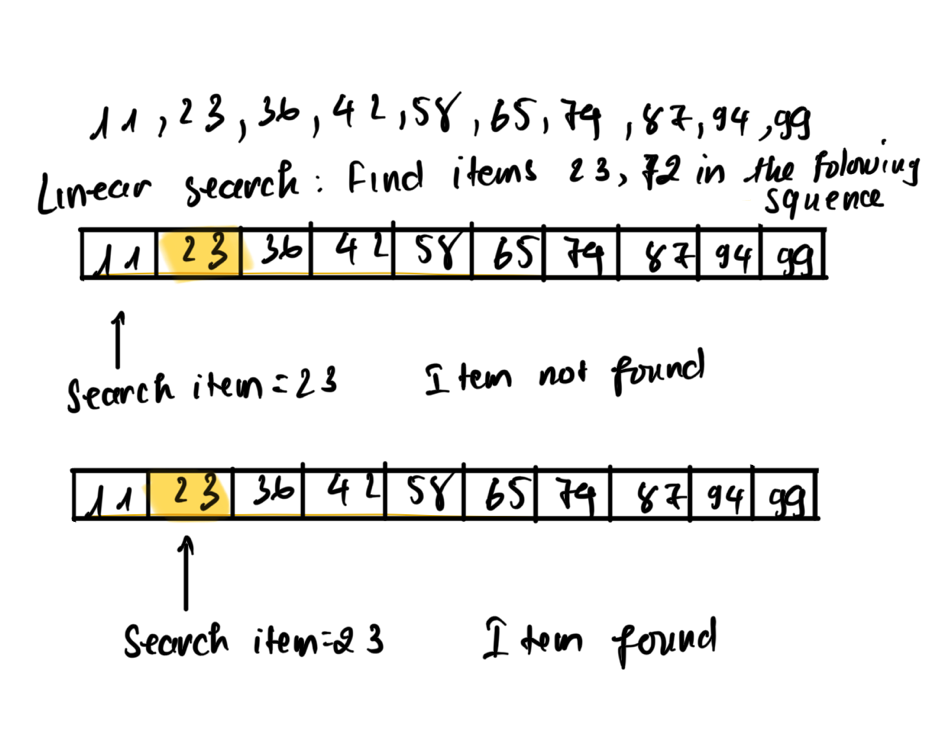 11, 23, 36, 42, 58, 65, 79, 87, 94, 99
Linear search: Find items 23, 72 in the folowing
squence
11 23 36 42 58 65 79 87 94 99
Search item=23 Item not found
11 23 36 42 58 65 79 87 94 99
Search item=23 Item found